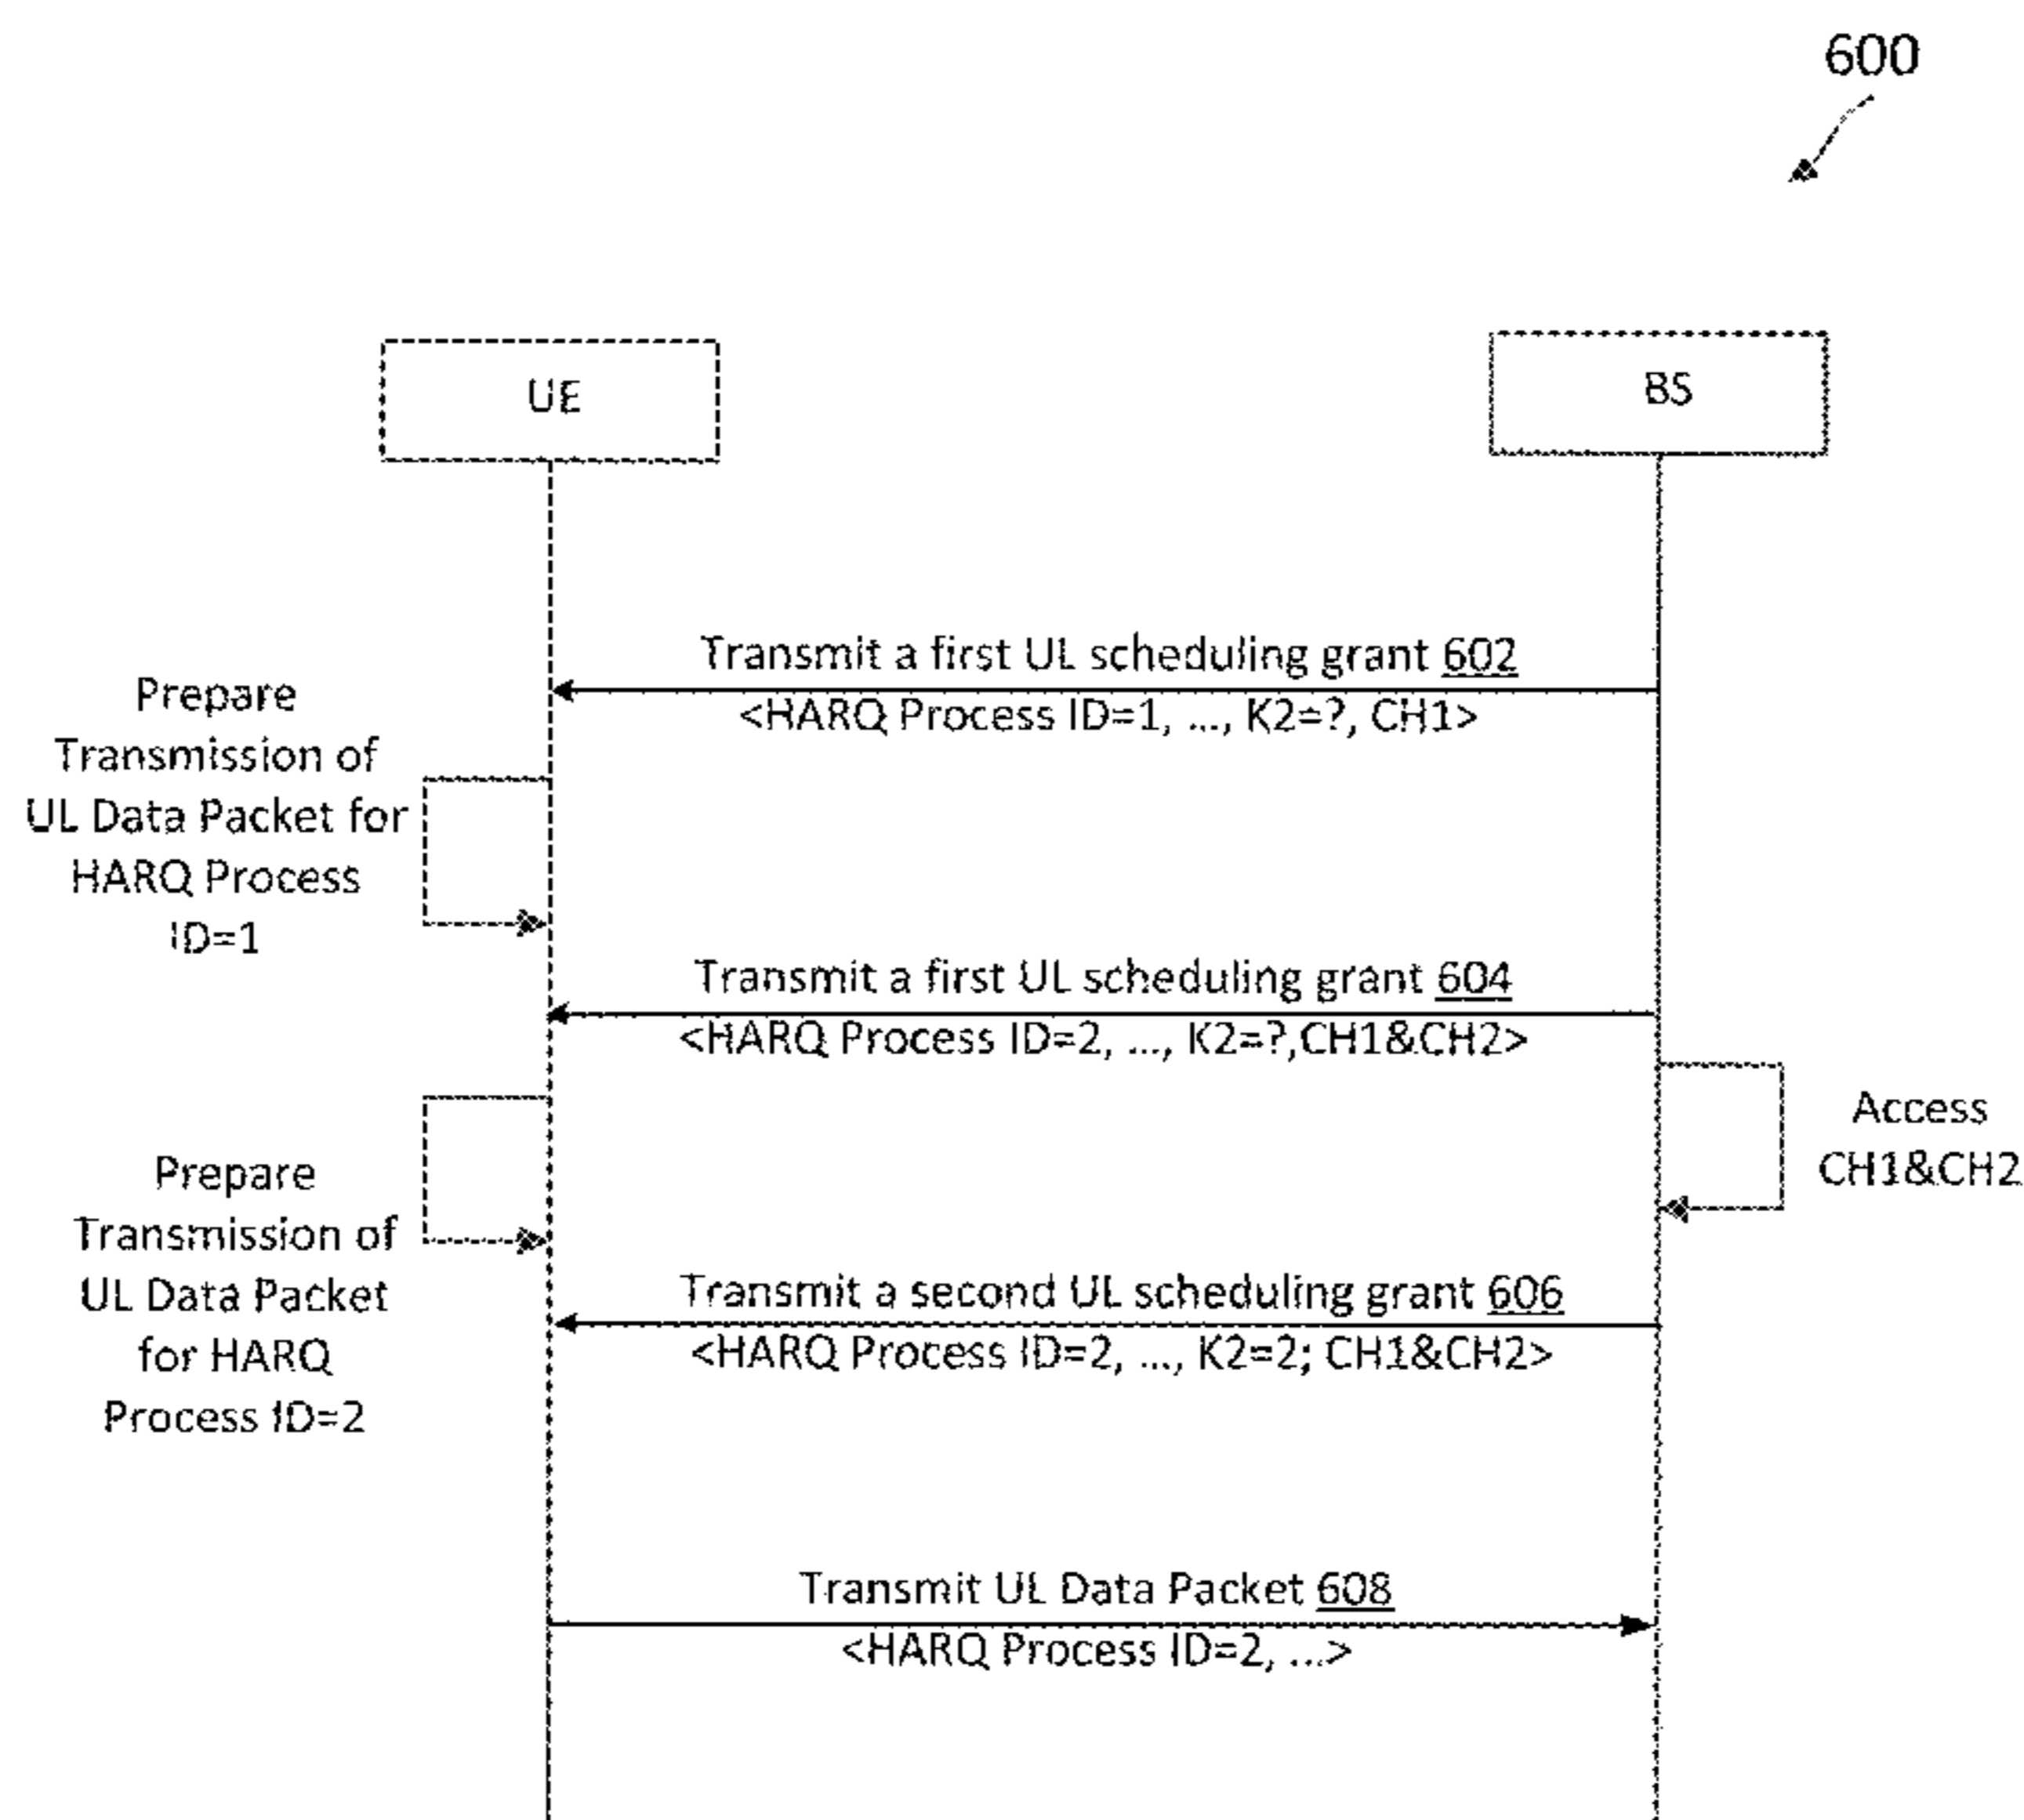 600
UE
BS
Transmit a first UL scheduling grant 602
<HARQ Process ID=1, ..., K2=?, CH1>
Prepare
Transmission of
UL Data Packet for
HARQ Process
ID=1
Transmit a first UL scheduling grant 604
<HARQ Process ID=2, ..., K2=?,CH1&CH2>
Access
CH1&CH2
Prepare
Transmission of
UL Data Packet
for HARQ
Process ID=2
Transmit a second UL scheduling grant 606
<HARQ Process ID=2, ..., K2=2; CH1&CH2>
Transmit UL Data Packet 608
<HARQ Process ID=2, ...>